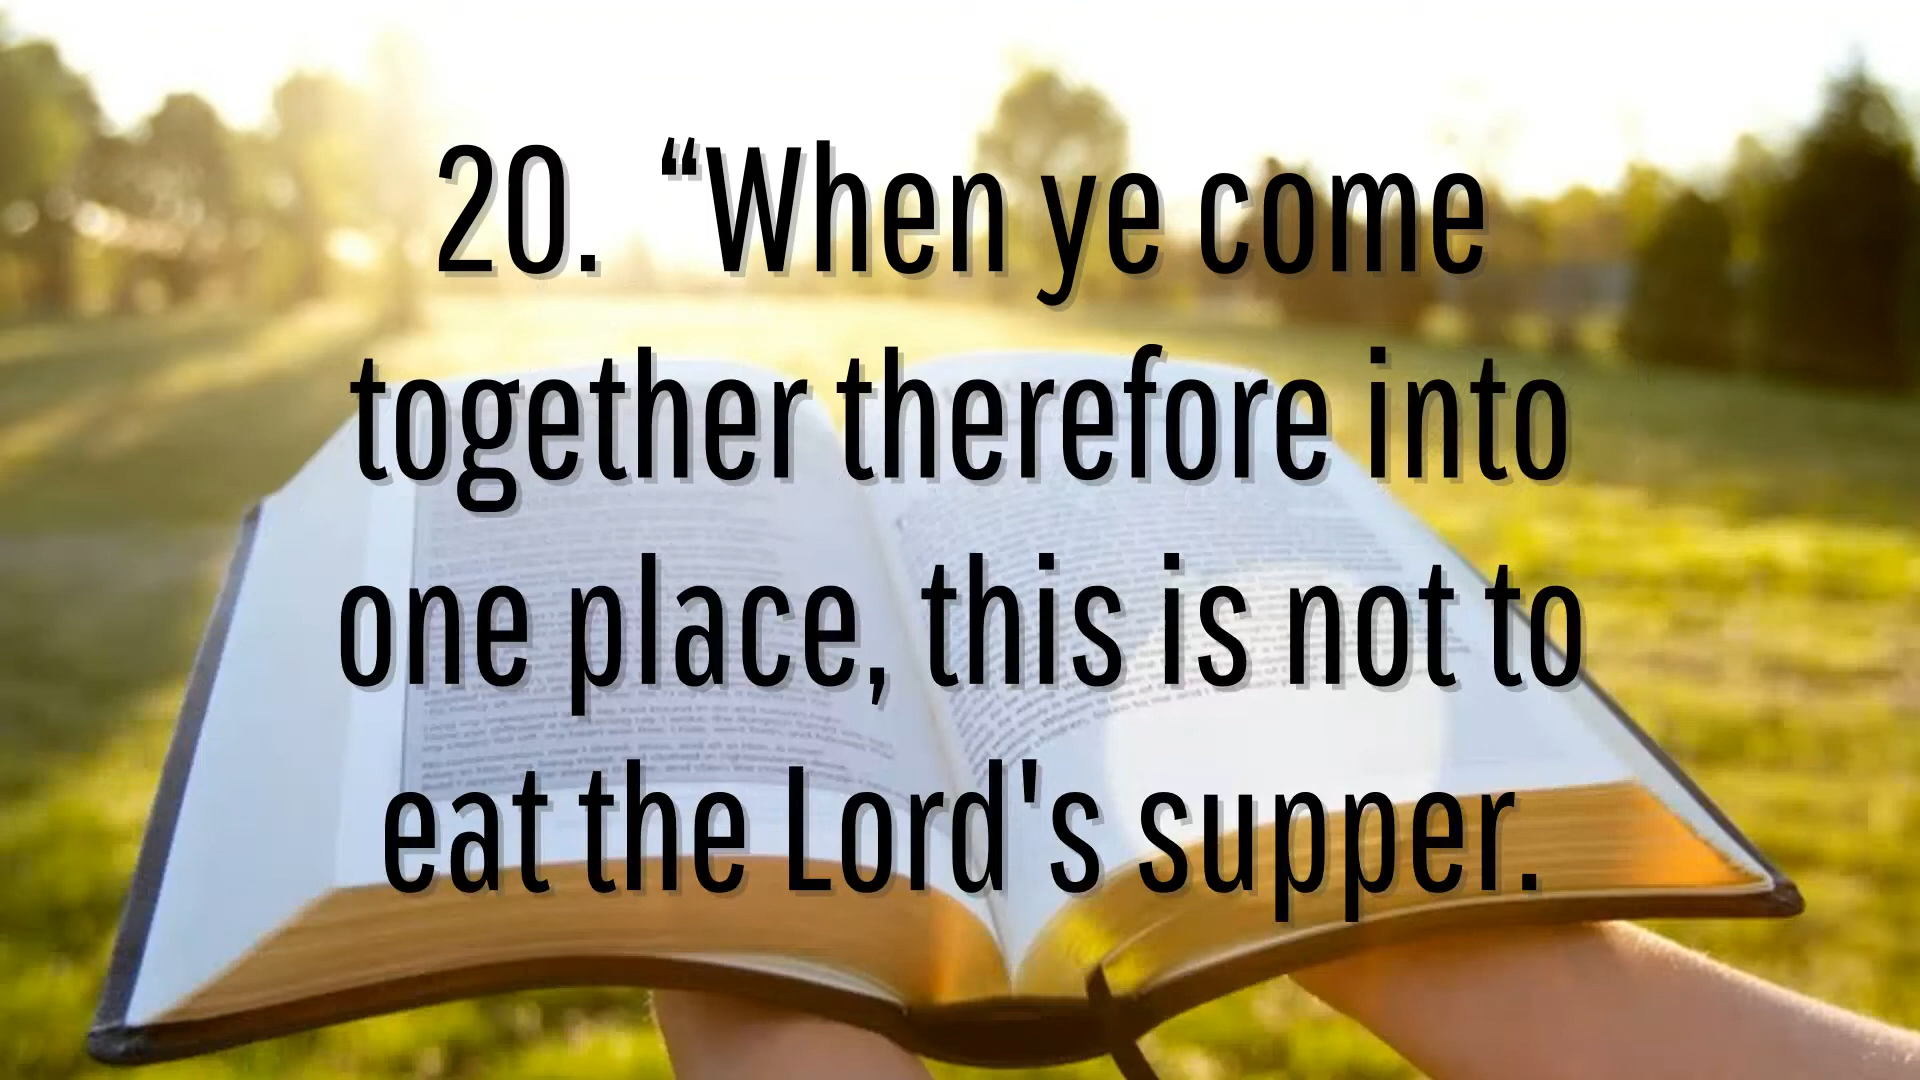 20.  “When ye come
together therefore into
one place, this is not to
eat the Lord's supper.